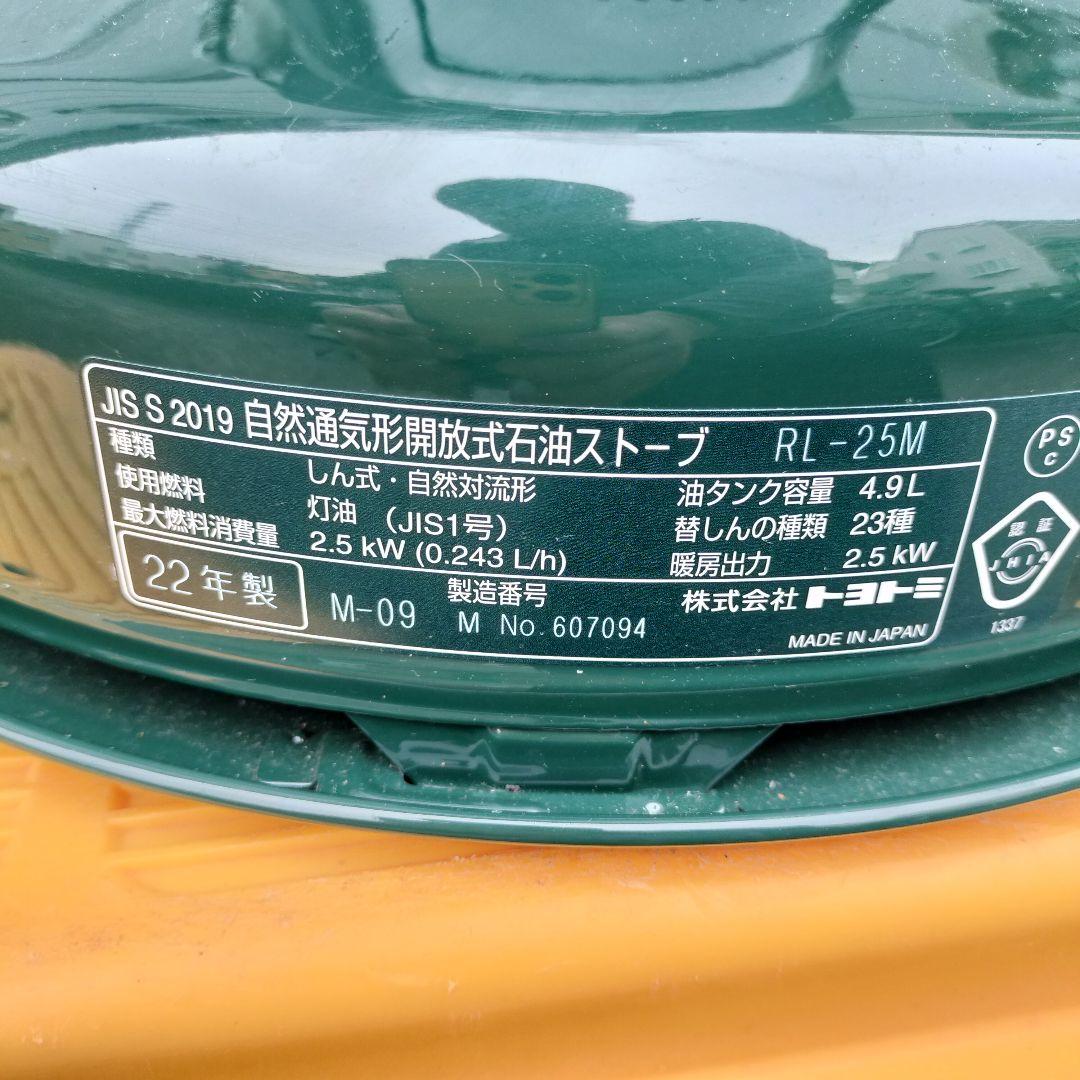 JIS S 2019 自然通気形開放式石油ストーブ RL-25M
種類 しん式・自然対流形 油タンク容量 4.9L
使用燃料 灯油 (JIS1号) 替しんの種類 23種
最大燃料消費量 2.5 kW (0.243 L/h) 暖房出力 2.5 kW
22年製 M-09 製造番号 M No.607094 株式会社トヨトミ
MADE IN JAPAN
PS
C
認証
JHIA
1337